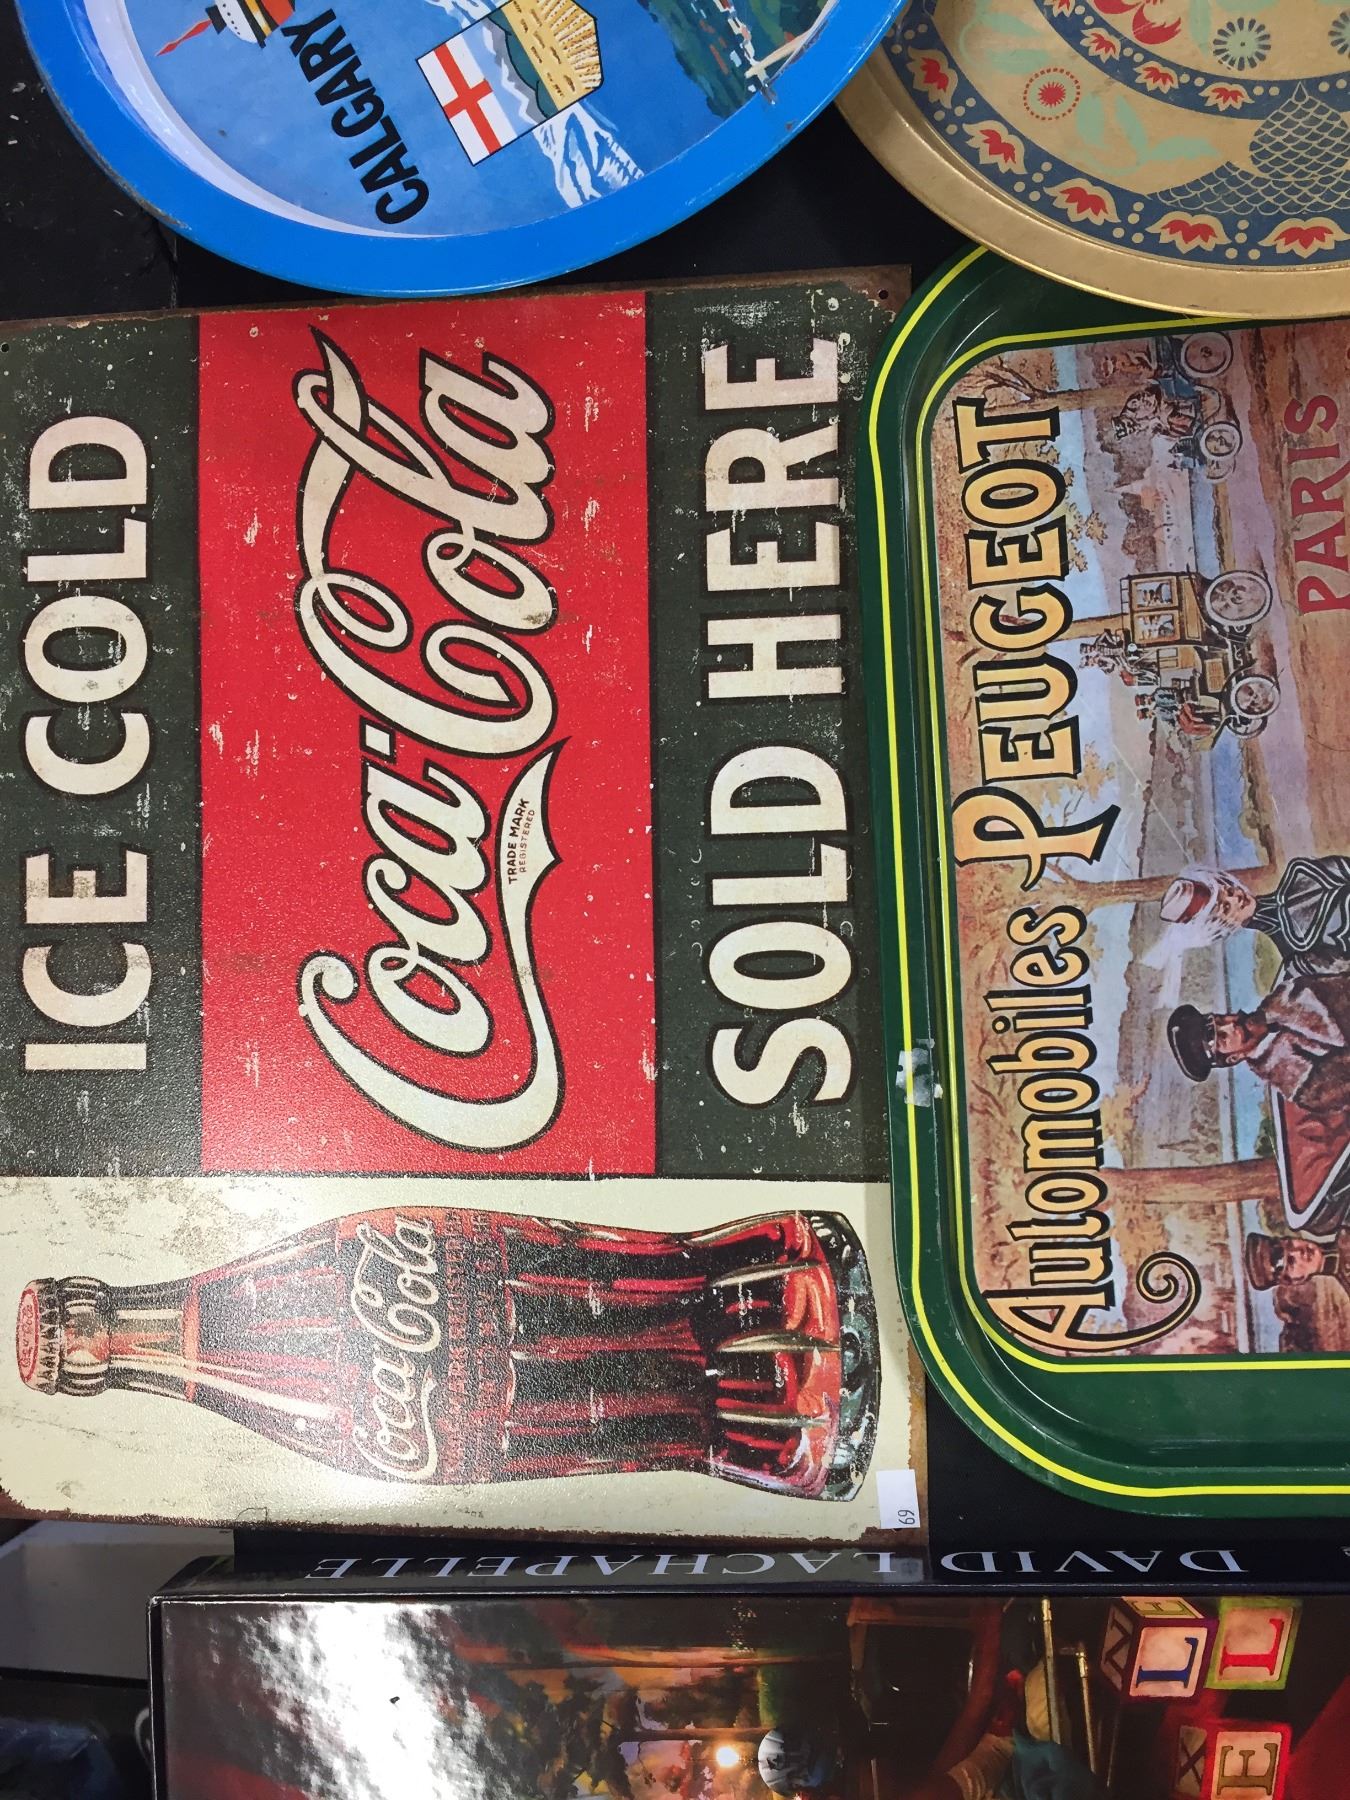 CALGARY
ICE COLD
Coca-Cola
TRADE MARK
REGISTERED
SOLD HERE
Coca-Cola
69
Automobiles PEUGEOT
PARIS
DAVID LACHAPELLE
N
L
E
L
E